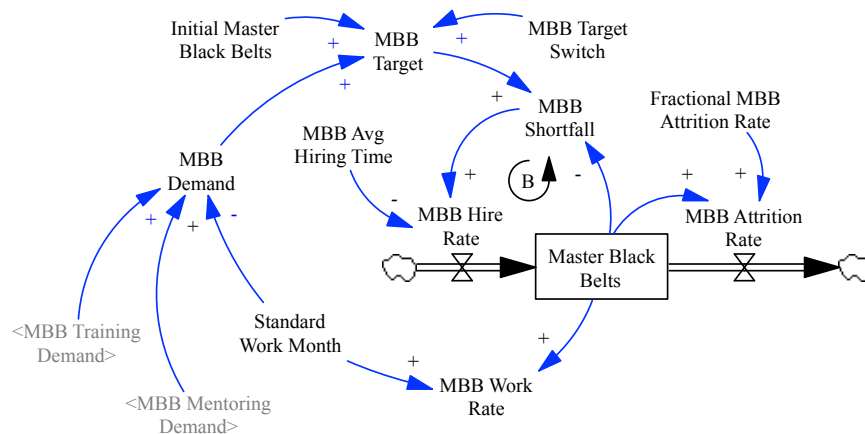 Initial Master
Black Belts
MBB
Target
MBB Target
Switch
+
+
+
+
MBB
Shortfall
Fractional MBB
Attrition Rate
MBB Avg
Hiring Time
MBB
Demand
B
-
+
+
+
-
MBB Hire
Rate
MBB Attrition
Rate
+
+
-
Master Black
Belts
<MBB Training
Demand>
Standard
Work Month
+
+
MBB Work
Rate
<MBB Mentoring
Demand>